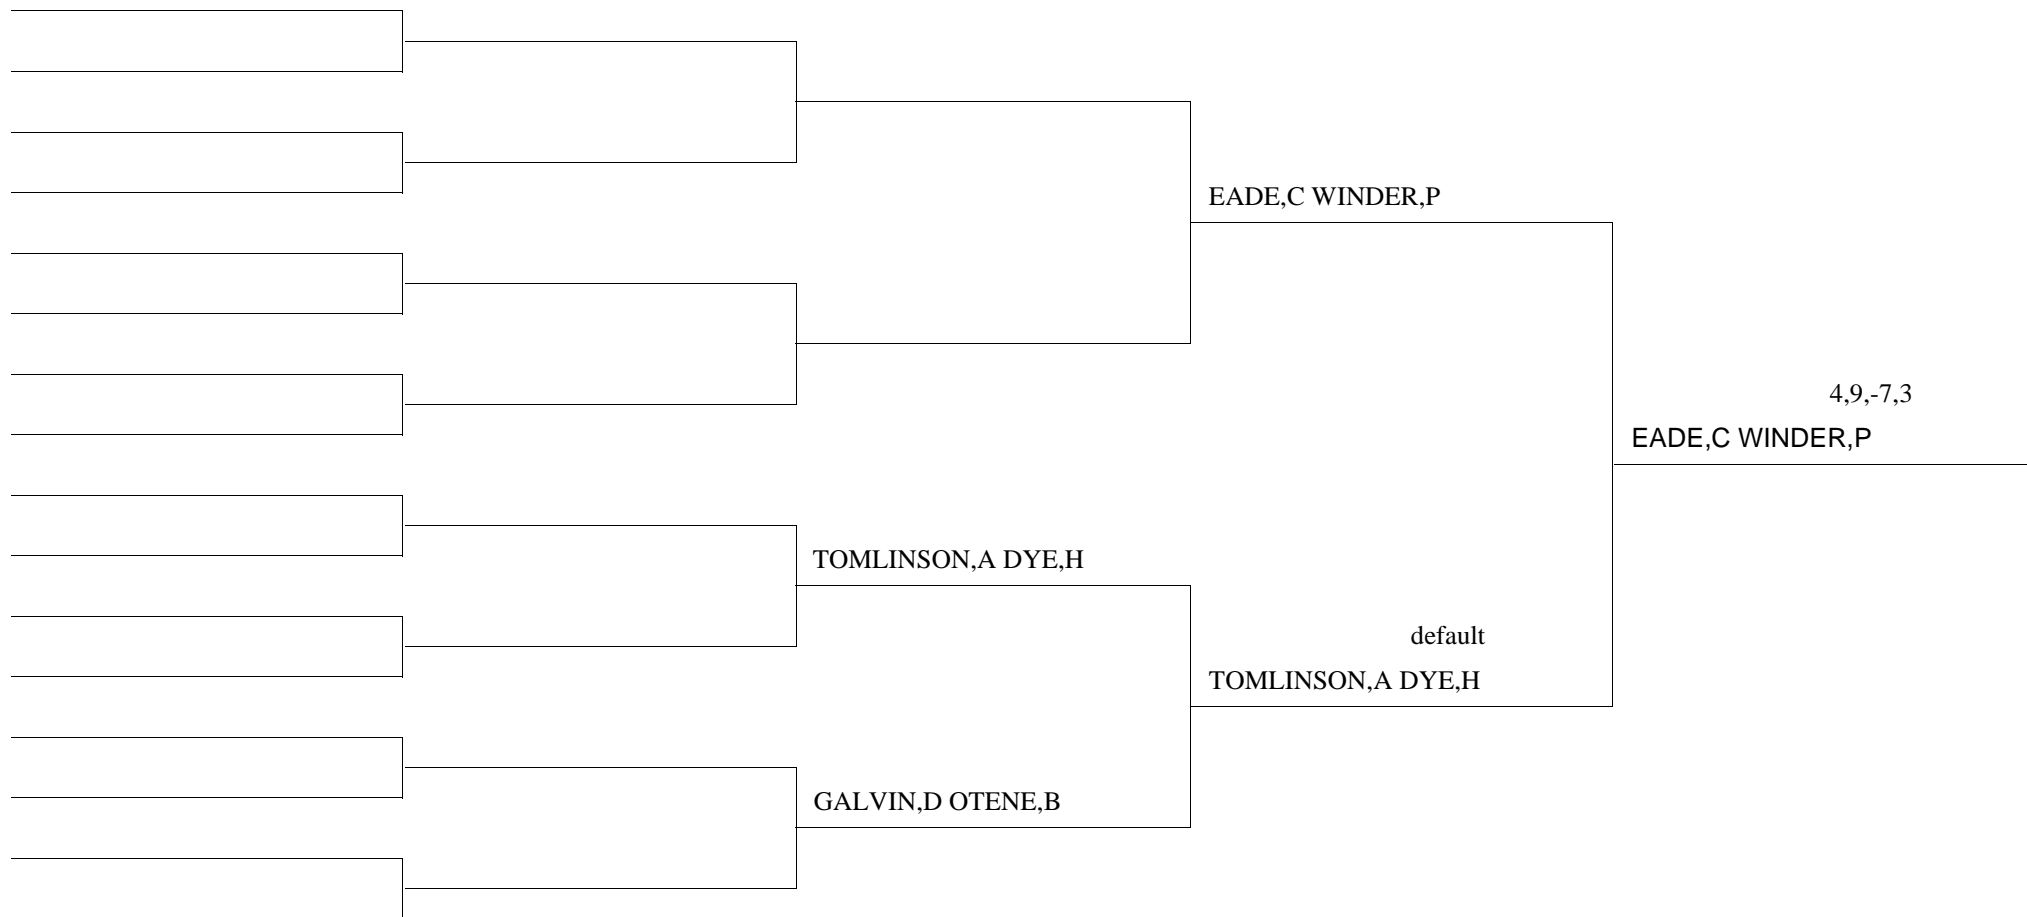 EADE,C WINDER,P
4,9,-7,3
EADE,C WINDER,P
TOMLINSON,A DYE,H
default
TOMLINSON,A DYE,H
GALVIN,D OTENE,B